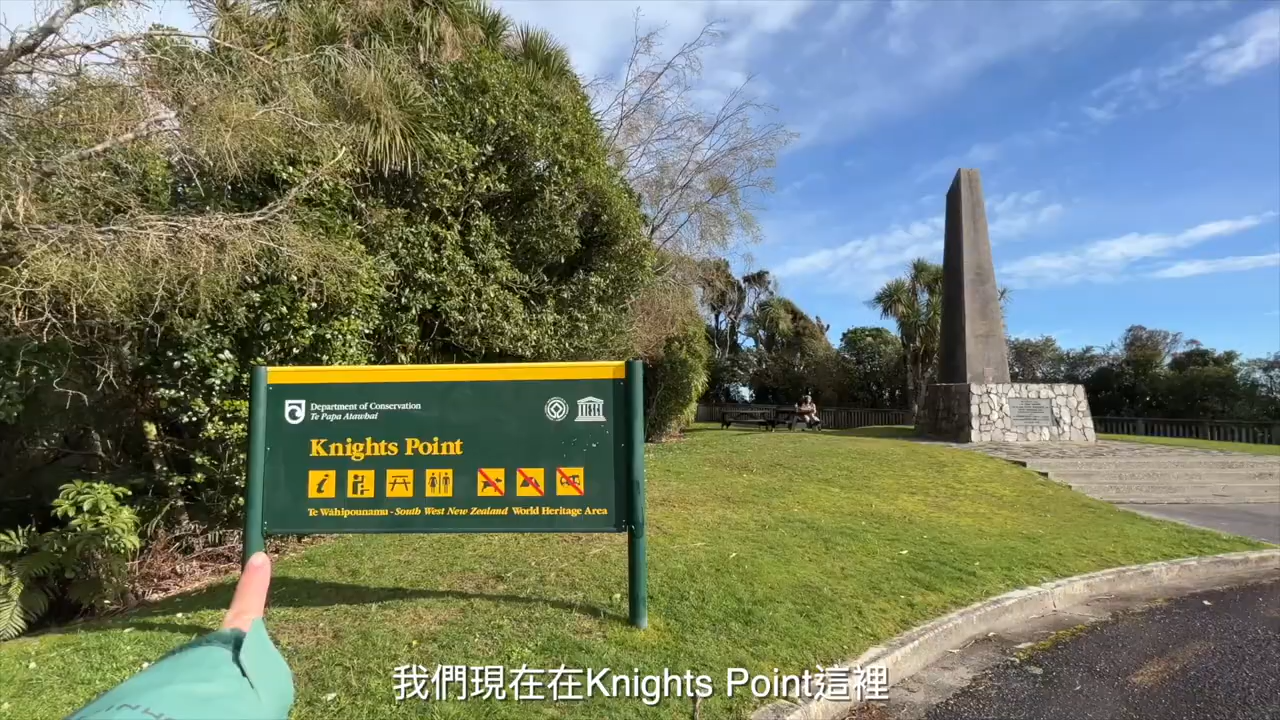 Department of Conservation
Te Papa Atawhai
Knights Point
Te Wāhipounamu - South West New Zealand World Heritage Area
我們現在在Knights Point這裡